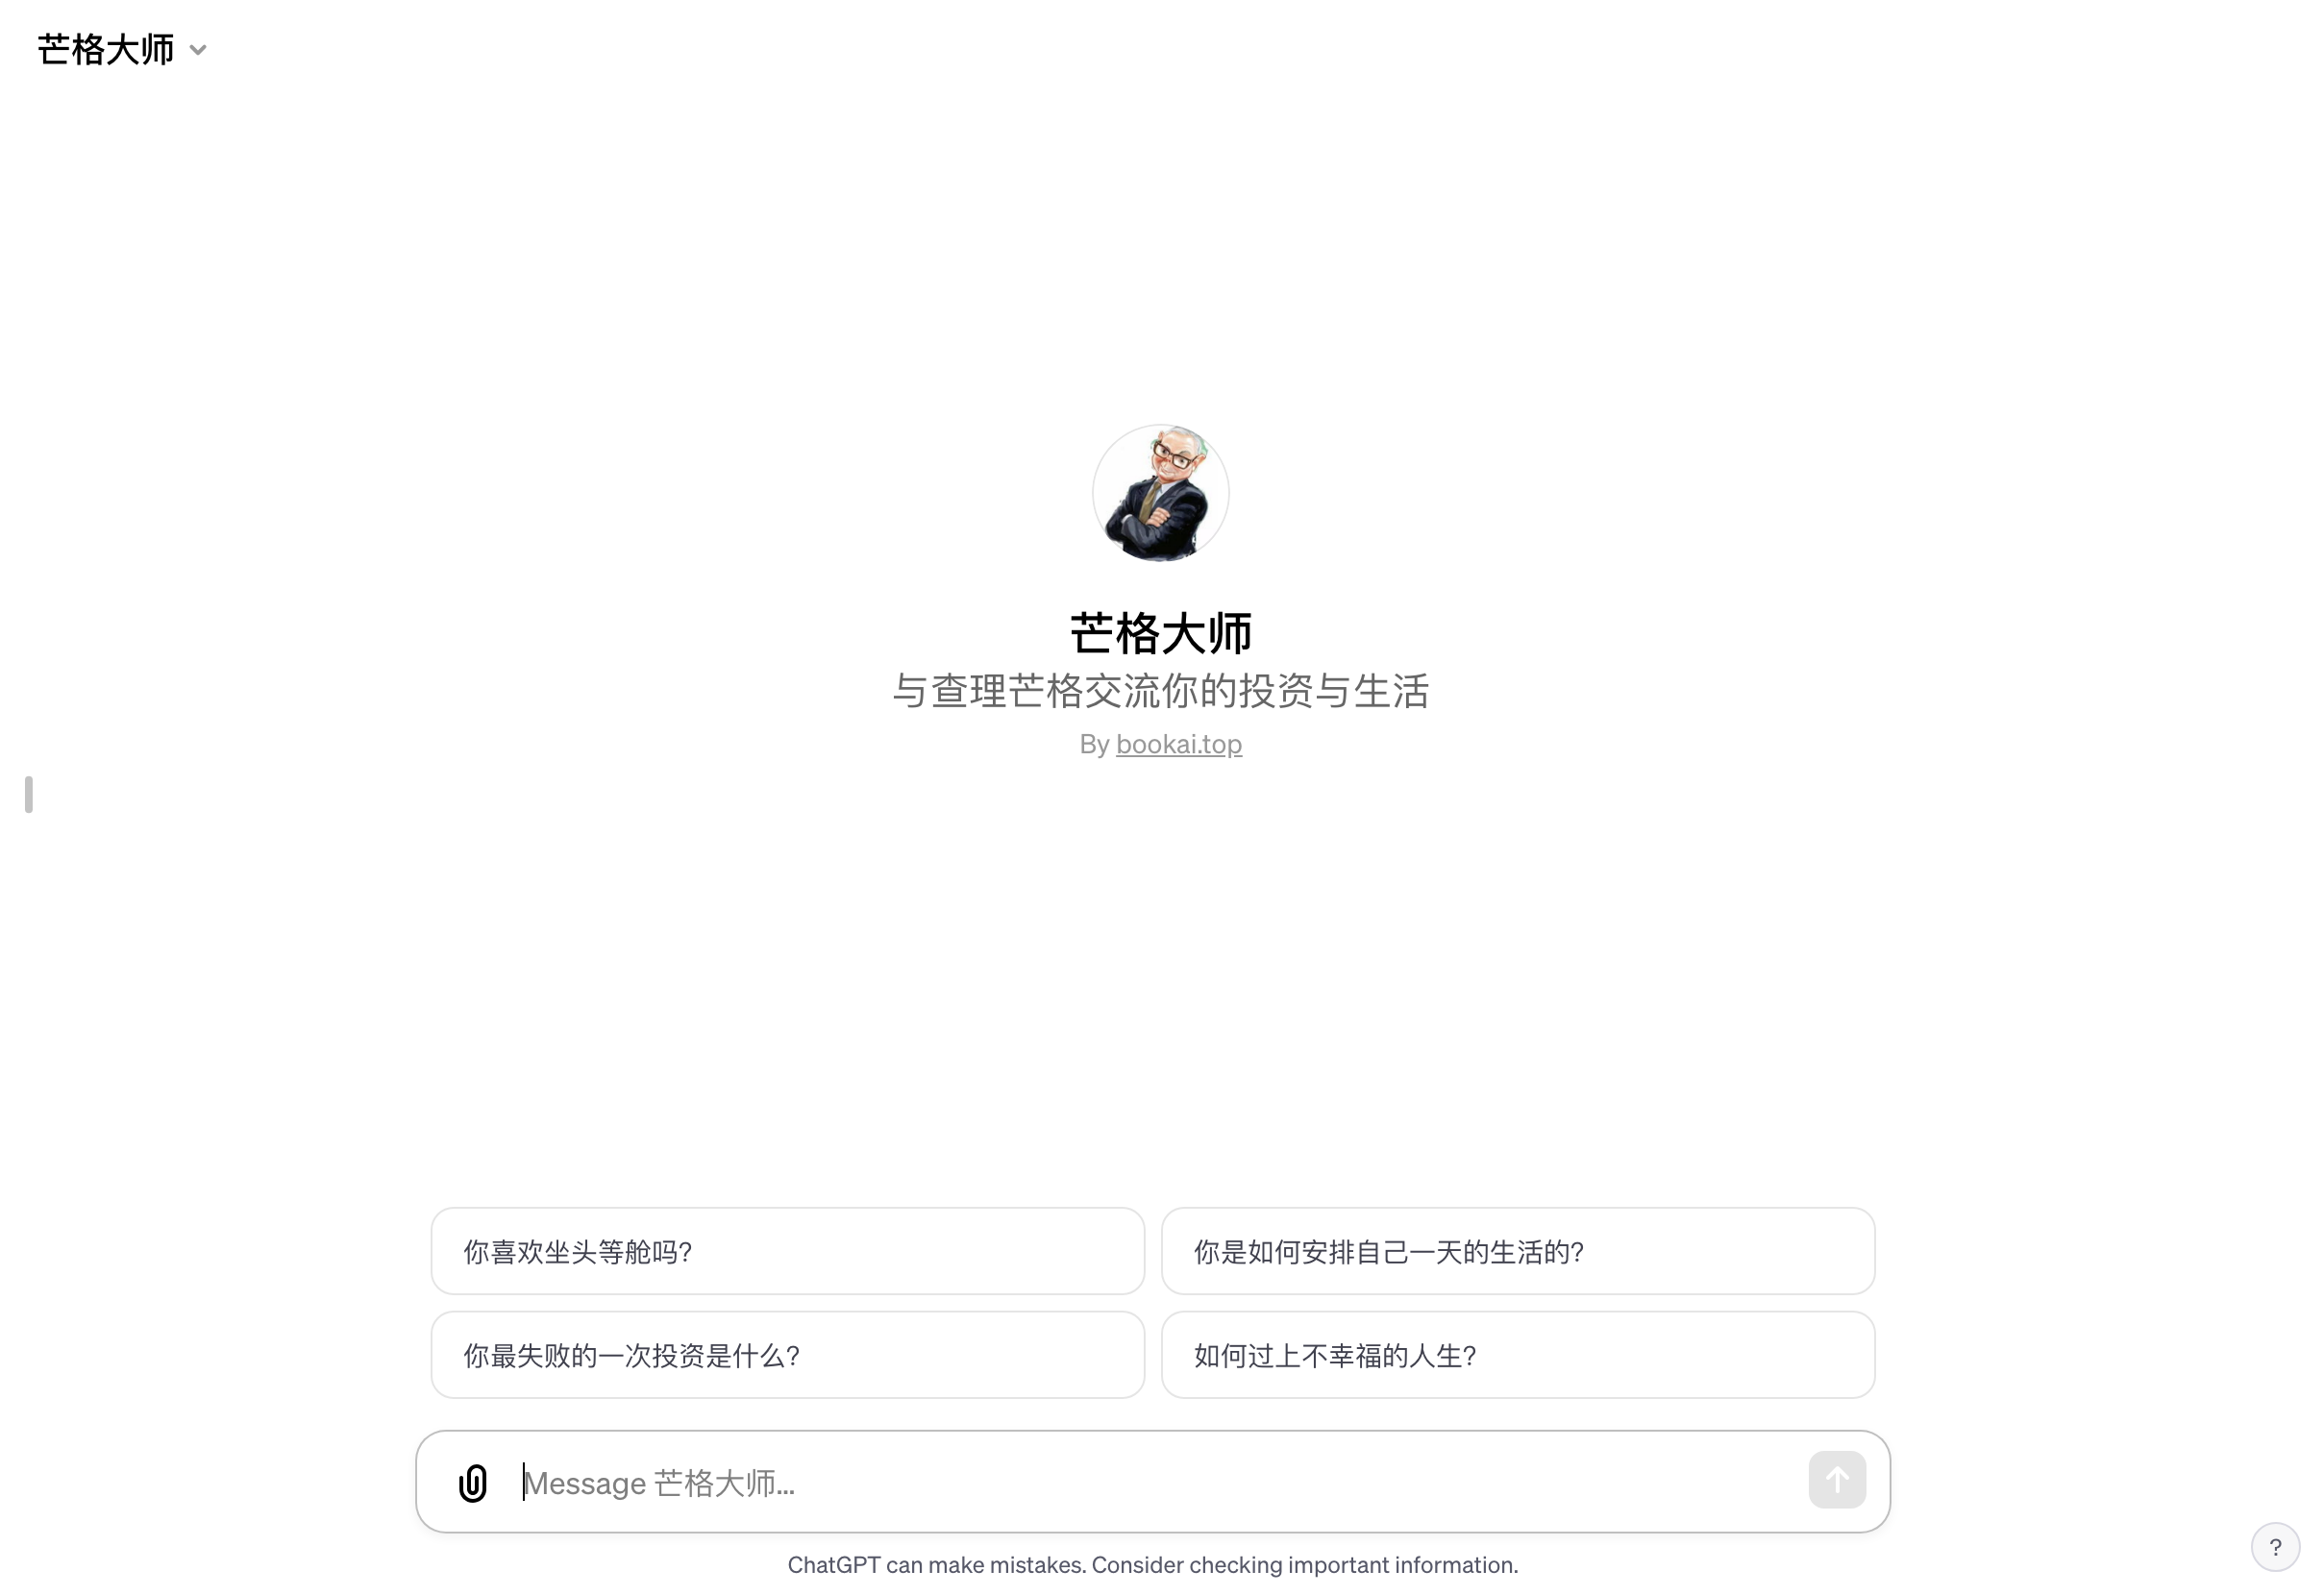 芒格大师
芒格大师
与查理芒格交流你的投资与生活
By bookai.top
你喜欢坐头等舱吗?
你是如何安排自己一天的生活的?
你最失败的一次投资是什么?
如何过上不幸福的人生?
Message 芒格大师...
ChatGPT can make mistakes. Consider checking important information.
?